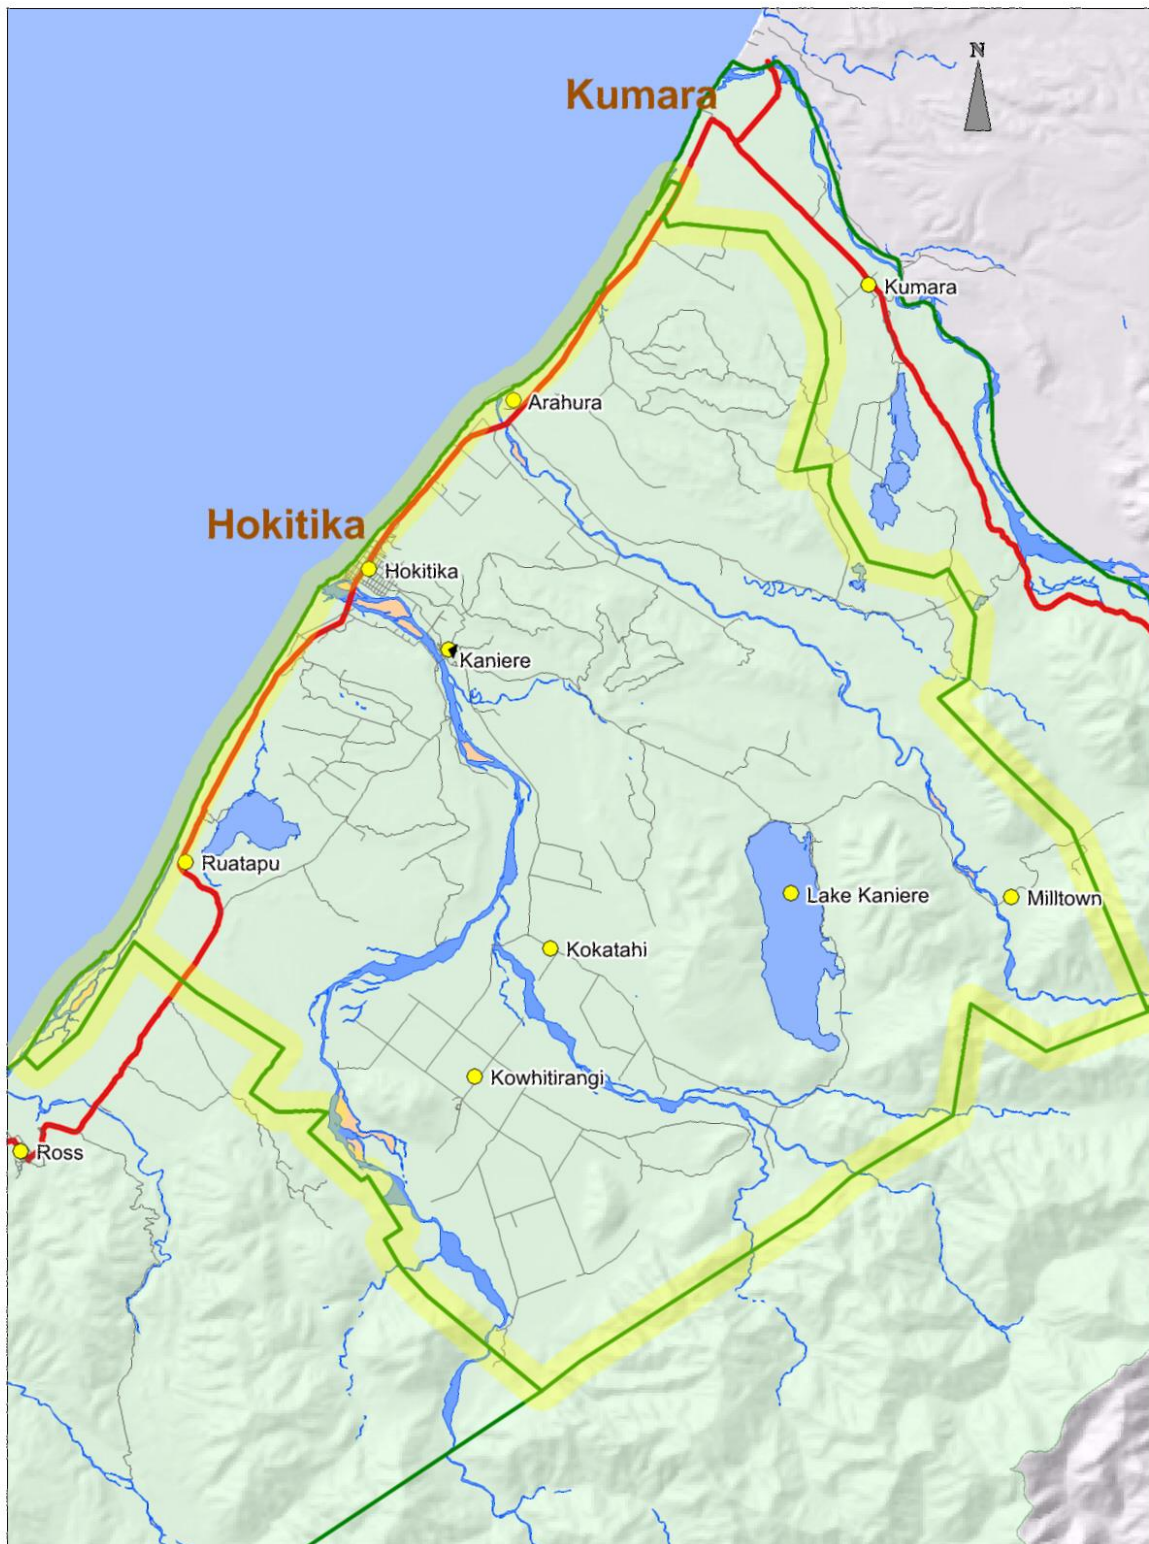 N
Kumara
Kumara
Arahura
Hokitika
Hokitika
Kaniere
Ruatapu
Lake Kaniere
Milltown
Kokatahi
Kowhitirangi
Ross